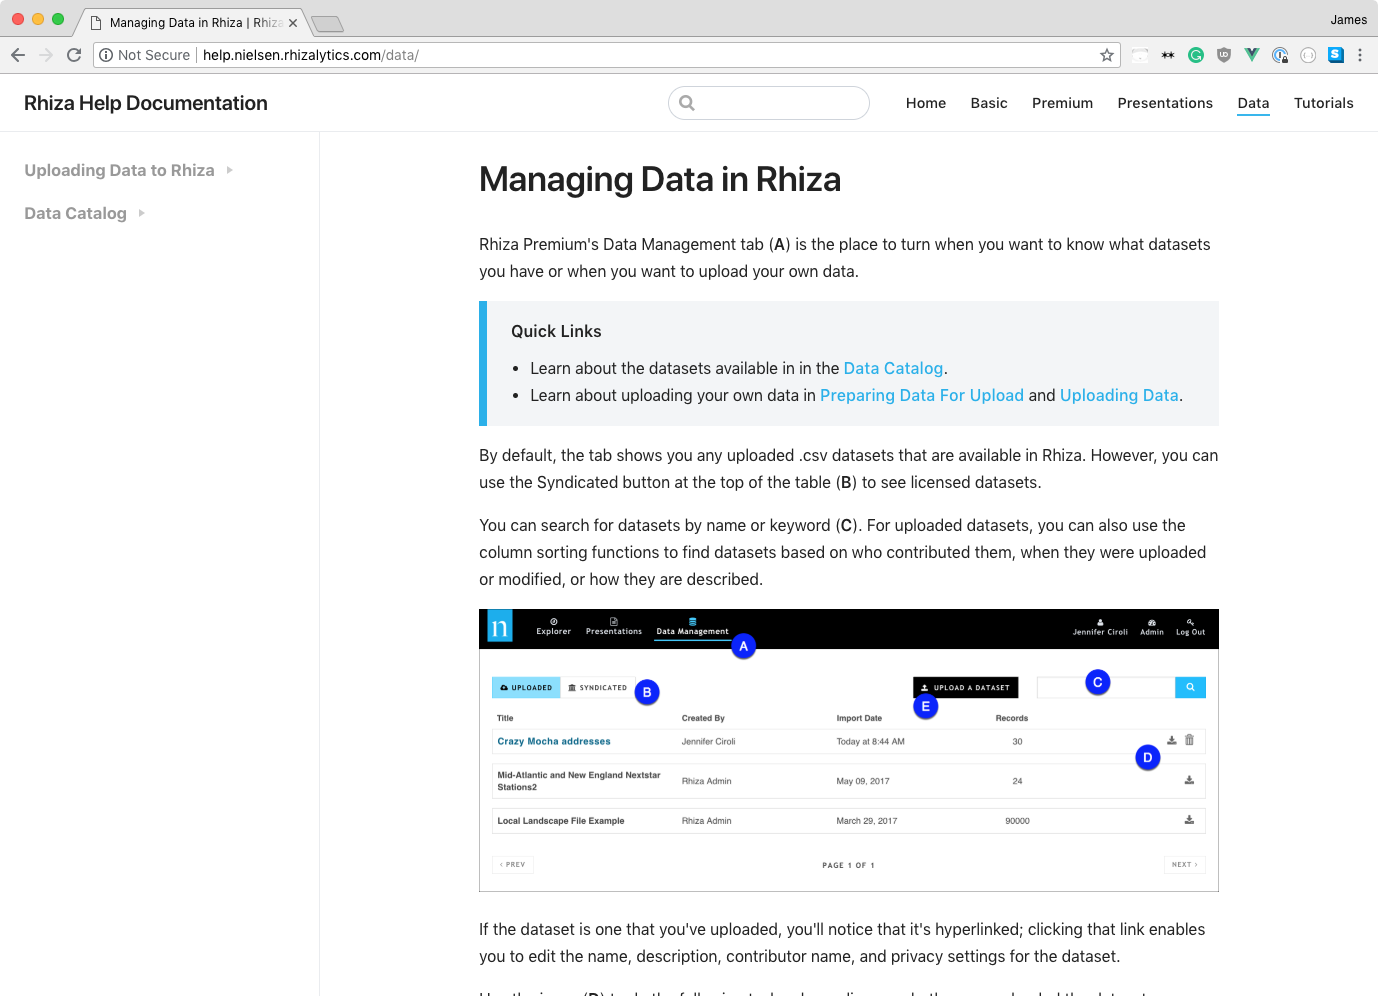 Managing Data in Rhiza | Rhiza
James
Not Secure
help.nielsen.rhizalytics.com/data/
Rhiza Help Documentation
Home Basic Premium Presentations Data Tutorials
Uploading Data to Rhiza
Data Catalog
Managing Data in Rhiza
Rhiza Premium's Data Management tab (A) is the place to turn when you want to know what datasets
you have or when you want to upload your own data.
Quick Links
• Learn about the datasets available in in the Data Catalog.
• Learn about uploading your own data in Preparing Data For Upload and Uploading Data.
By default, the tab shows you any uploaded .csv datasets that are available in Rhiza. However, you can
use the Syndicated button at the top of the table (B) to see licensed datasets.
You can search for datasets by name or keyword (C). For uploaded datasets, you can also use the
column sorting functions to find datasets based on who contributed them, when they were uploaded
or modified, or how they are described.
n Explorer Presentations Data Management Jennifer Ciroli Admin Log Out
A
UPLOADED SYNDICATED B UPLOAD A DATASET C
E
Title Created By Import Date Records
Crazy Mocha addresses Jennifer Ciroli Today at 8:44 AM 30
D
Mid-Atlantic and New England Nextstar
Stations2 Rhiza Admin May 09, 2017 24
Local Landscape File Example Rhiza Admin March 29, 2017 90000
‹ PREV PAGE 1 OF 1 NEXT ›
If the dataset is one that you've uploaded, you'll notice that it's hyperlinked; clicking that link enables
you to edit the name, description, contributor name, and privacy settings for the dataset.